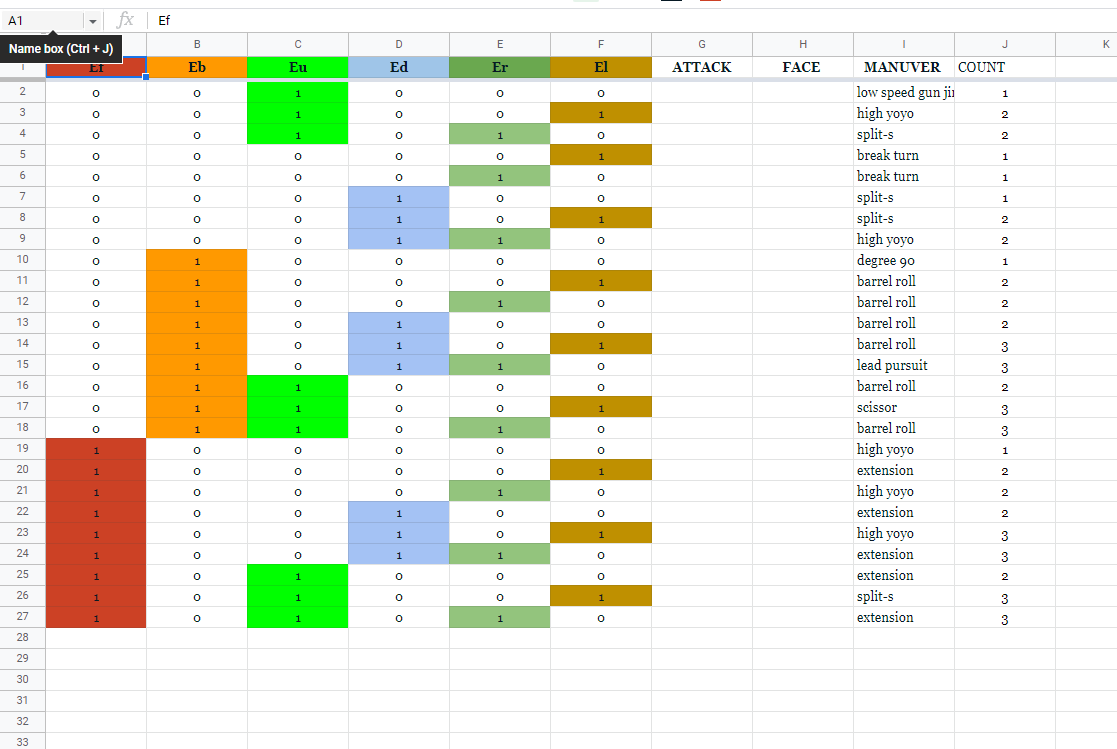 A1 fx Ef
Name box (Ctrl + J)
B C D E F G H I J K
1 Ef Eb Eu Ed Er El ATTACK FACE MANUVER COUNT
2 0 0 1 0 0 0 low speed gun jin 1
3 0 0 1 0 0 1 high yoyo 2
4 0 0 1 0 1 0 split-s 2
5 0 0 0 0 0 1 break turn 1
6 0 0 0 0 1 0 break turn 1
7 0 0 0 1 0 0 split-s 1
8 0 0 0 1 0 1 split-s 2
9 0 0 0 1 1 0 high yoyo 2
10 0 1 0 0 0 0 degree 90 1
11 0 1 0 0 0 1 barrel roll 2
12 0 1 0 0 1 0 barrel roll 2
13 0 1 0 1 0 0 barrel roll 2
14 0 1 0 1 0 1 barrel roll 3
15 0 1 0 1 1 0 lead pursuit 3
16 0 1 1 0 0 0 barrel roll 2
17 0 1 1 0 0 1 scissor 3
18 0 1 1 0 1 0 barrel roll 3
19 1 0 0 0 0 0 high yoyo 1
20 1 0 0 0 0 1 extension 2
21 1 0 0 0 1 0 high yoyo 2
22 1 0 0 1 0 0 extension 2
23 1 0 0 1 0 1 high yoyo 3
24 1 0 0 1 1 0 extension 3
25 1 0 1 0 0 0 extension 2
26 1 0 1 0 0 1 split-s 3
27 1 0 1 0 1 0 extension 3
28
29
30
31
32
33